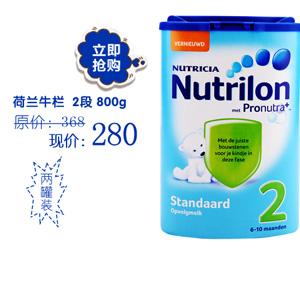 立即
抢购
荷兰牛栏 2段 800g
原价：368
现价：280
两罐装
VERNIEUWD
NUTRICIA
Nutrilon
met Pronutra+
Met de juiste
bouwstenen
voor je kindje in
deze fase
Standaard
Opvolgmelk
2
6-10 maanden